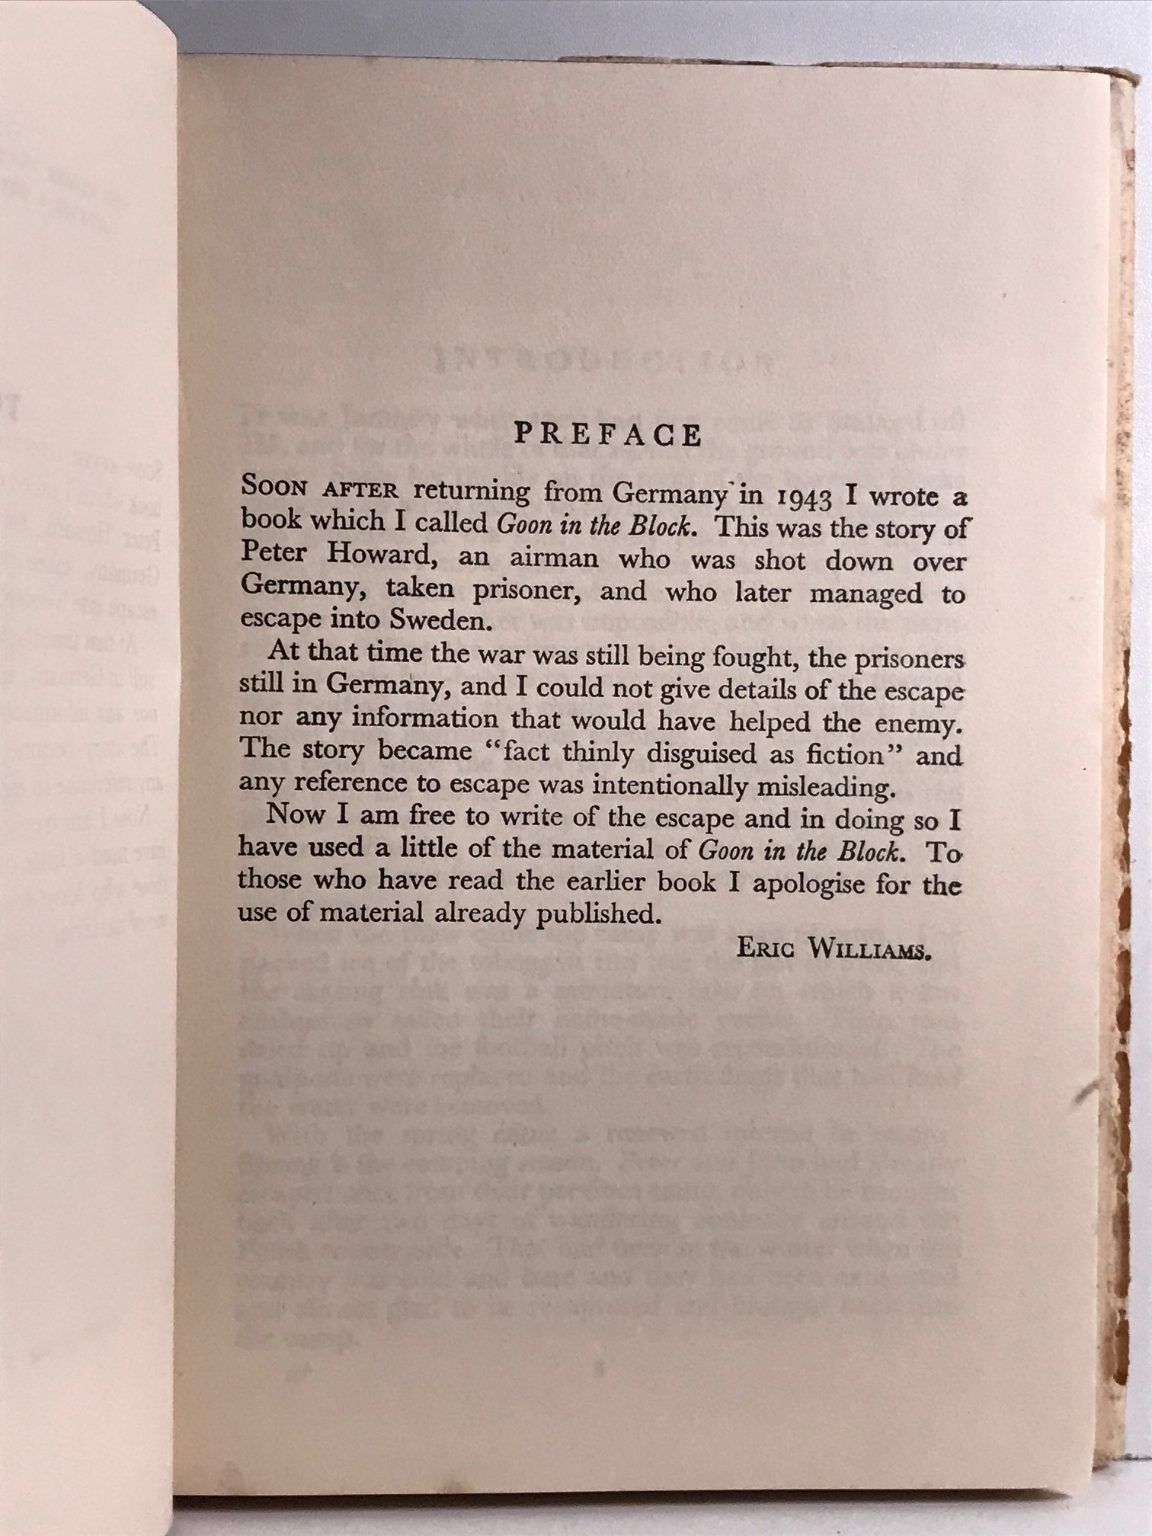 PREFACE
SOON AFTER returning from Germany in 1943 I wrote a
book which I called Goon in the Block. This was the story of
Peter Howard, an airman who was shot down over
Germany, taken prisoner, and who later managed to
escape into Sweden.
At that time the war was still being fought, the prisoners
still in Germany, and I could not give details of the escape
nor any information that would have helped the enemy.
The story became “fact thinly disguised as fiction” and
any reference to escape was intentionally misleading.
Now I am free to write of the escape and in doing so I
have used a little of the material of Goon in the Block. To
those who have read the earlier book I apologise for the
use of material already published.
ERIC WILLIAMS.